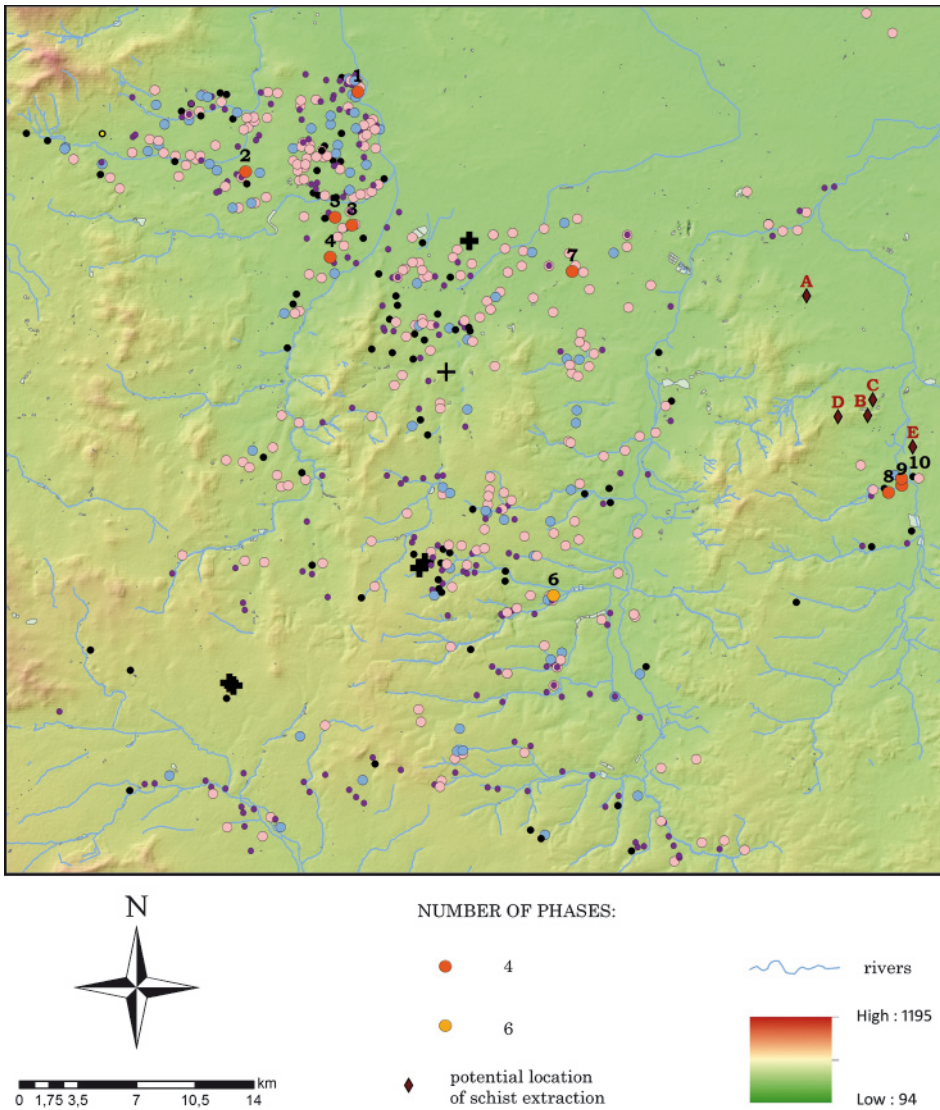 1
2
5 3
4
7
A
C
D B
E
9 10
8
6
N
NUMBER OF PHASES:
4
rivers
6
High : 1195
potential location
of schist extraction
Low : 94
km
0 1,75 3,5 7 10,5 14